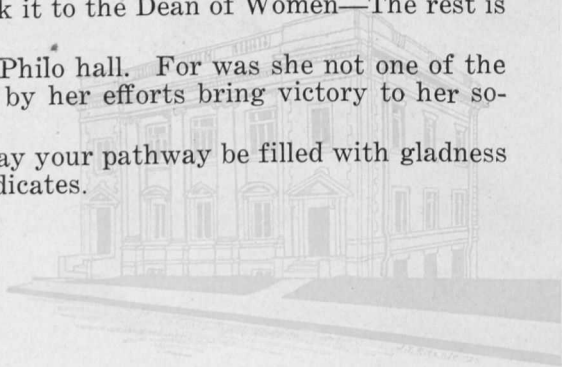 k it to the Dean of Women—The rest is
Philo hall. For was she not one of the
by her efforts bring victory to her so-
ay your pathway be filled with gladness
dicates.